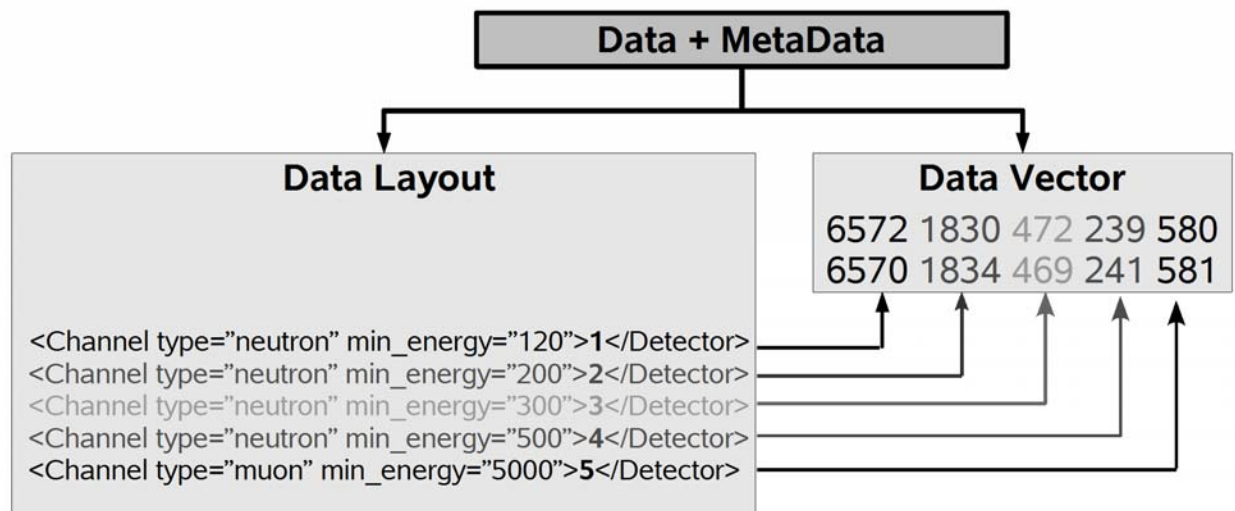 Data + MetaData
Data Layout
<Channel type="neutron" min_energy=”120”>1</Detector>
<Channel type=”neutron” min_energy=”200”>2</Detector>
<Channel type=”neutron” min_energy=”300”>3</Detector>
<Channel type=”neutron” min_energy=”500”>4</Detector>
<Channel type=”muon” min_energy=”5000”>5</Detector>
Data Vector
6572 1830 472 239 580
6570 1834 469 241 581